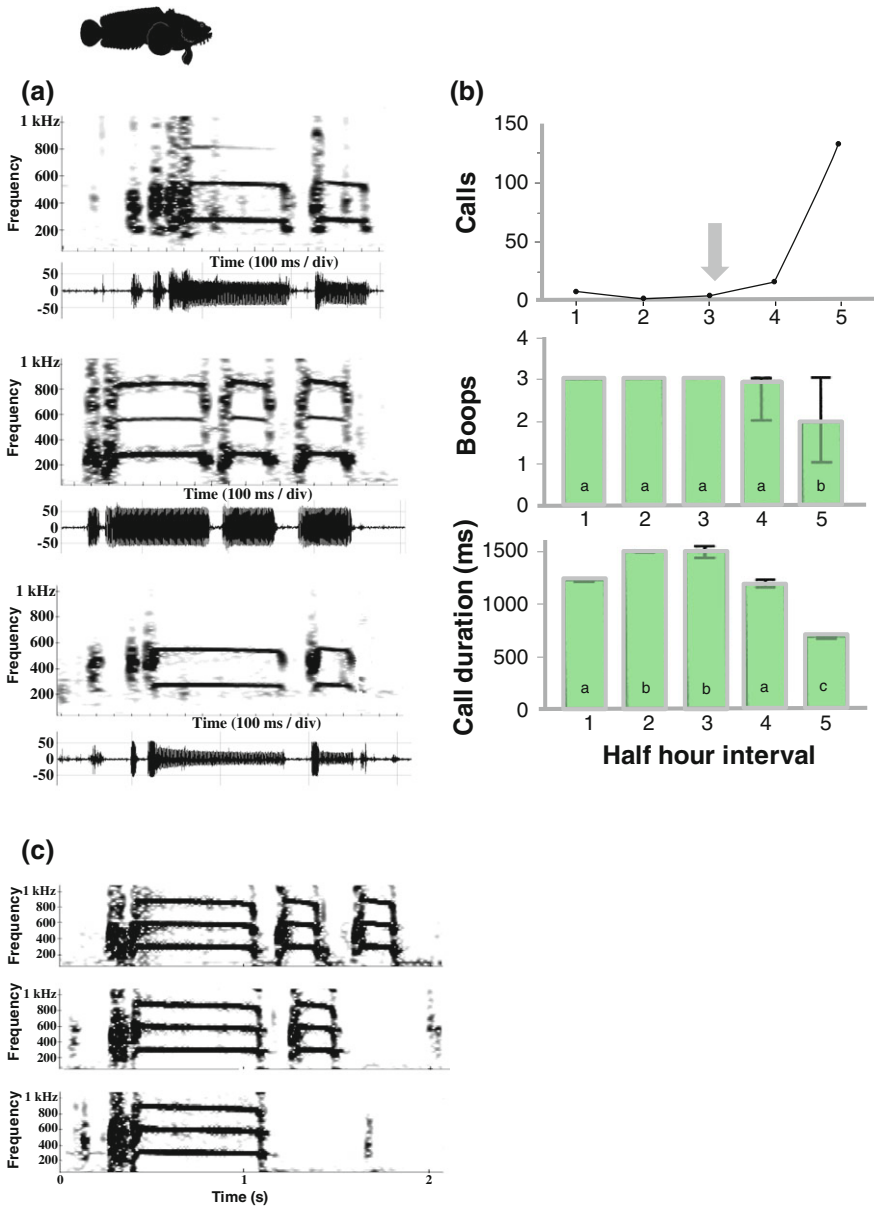 (a)
1 kHz
800
600
400
200
Frequency
Time (100 ms / div)
50
0
-50
1 kHz
800
600
400
200
Frequency
Time (100 ms / div)
50
0
-50
1 kHz
800
600
400
200
Frequency
Time (100 ms / div)
50
0
-50
(b)
150
100
50
0
Calls
1 2 3 4 5
4
3
2
1
0
Boops
a a a a b
1 2 3 4 5
1500
1000
500
0
Call duration (ms)
a b b a c
1 2 3 4 5
Half hour interval
(c)
1 kHz
800
600
400
200
Frequency
1 kHz
800
600
400
200
Frequency
1 kHz
800
600
400
200
Frequency
0 1 2
Time (s)